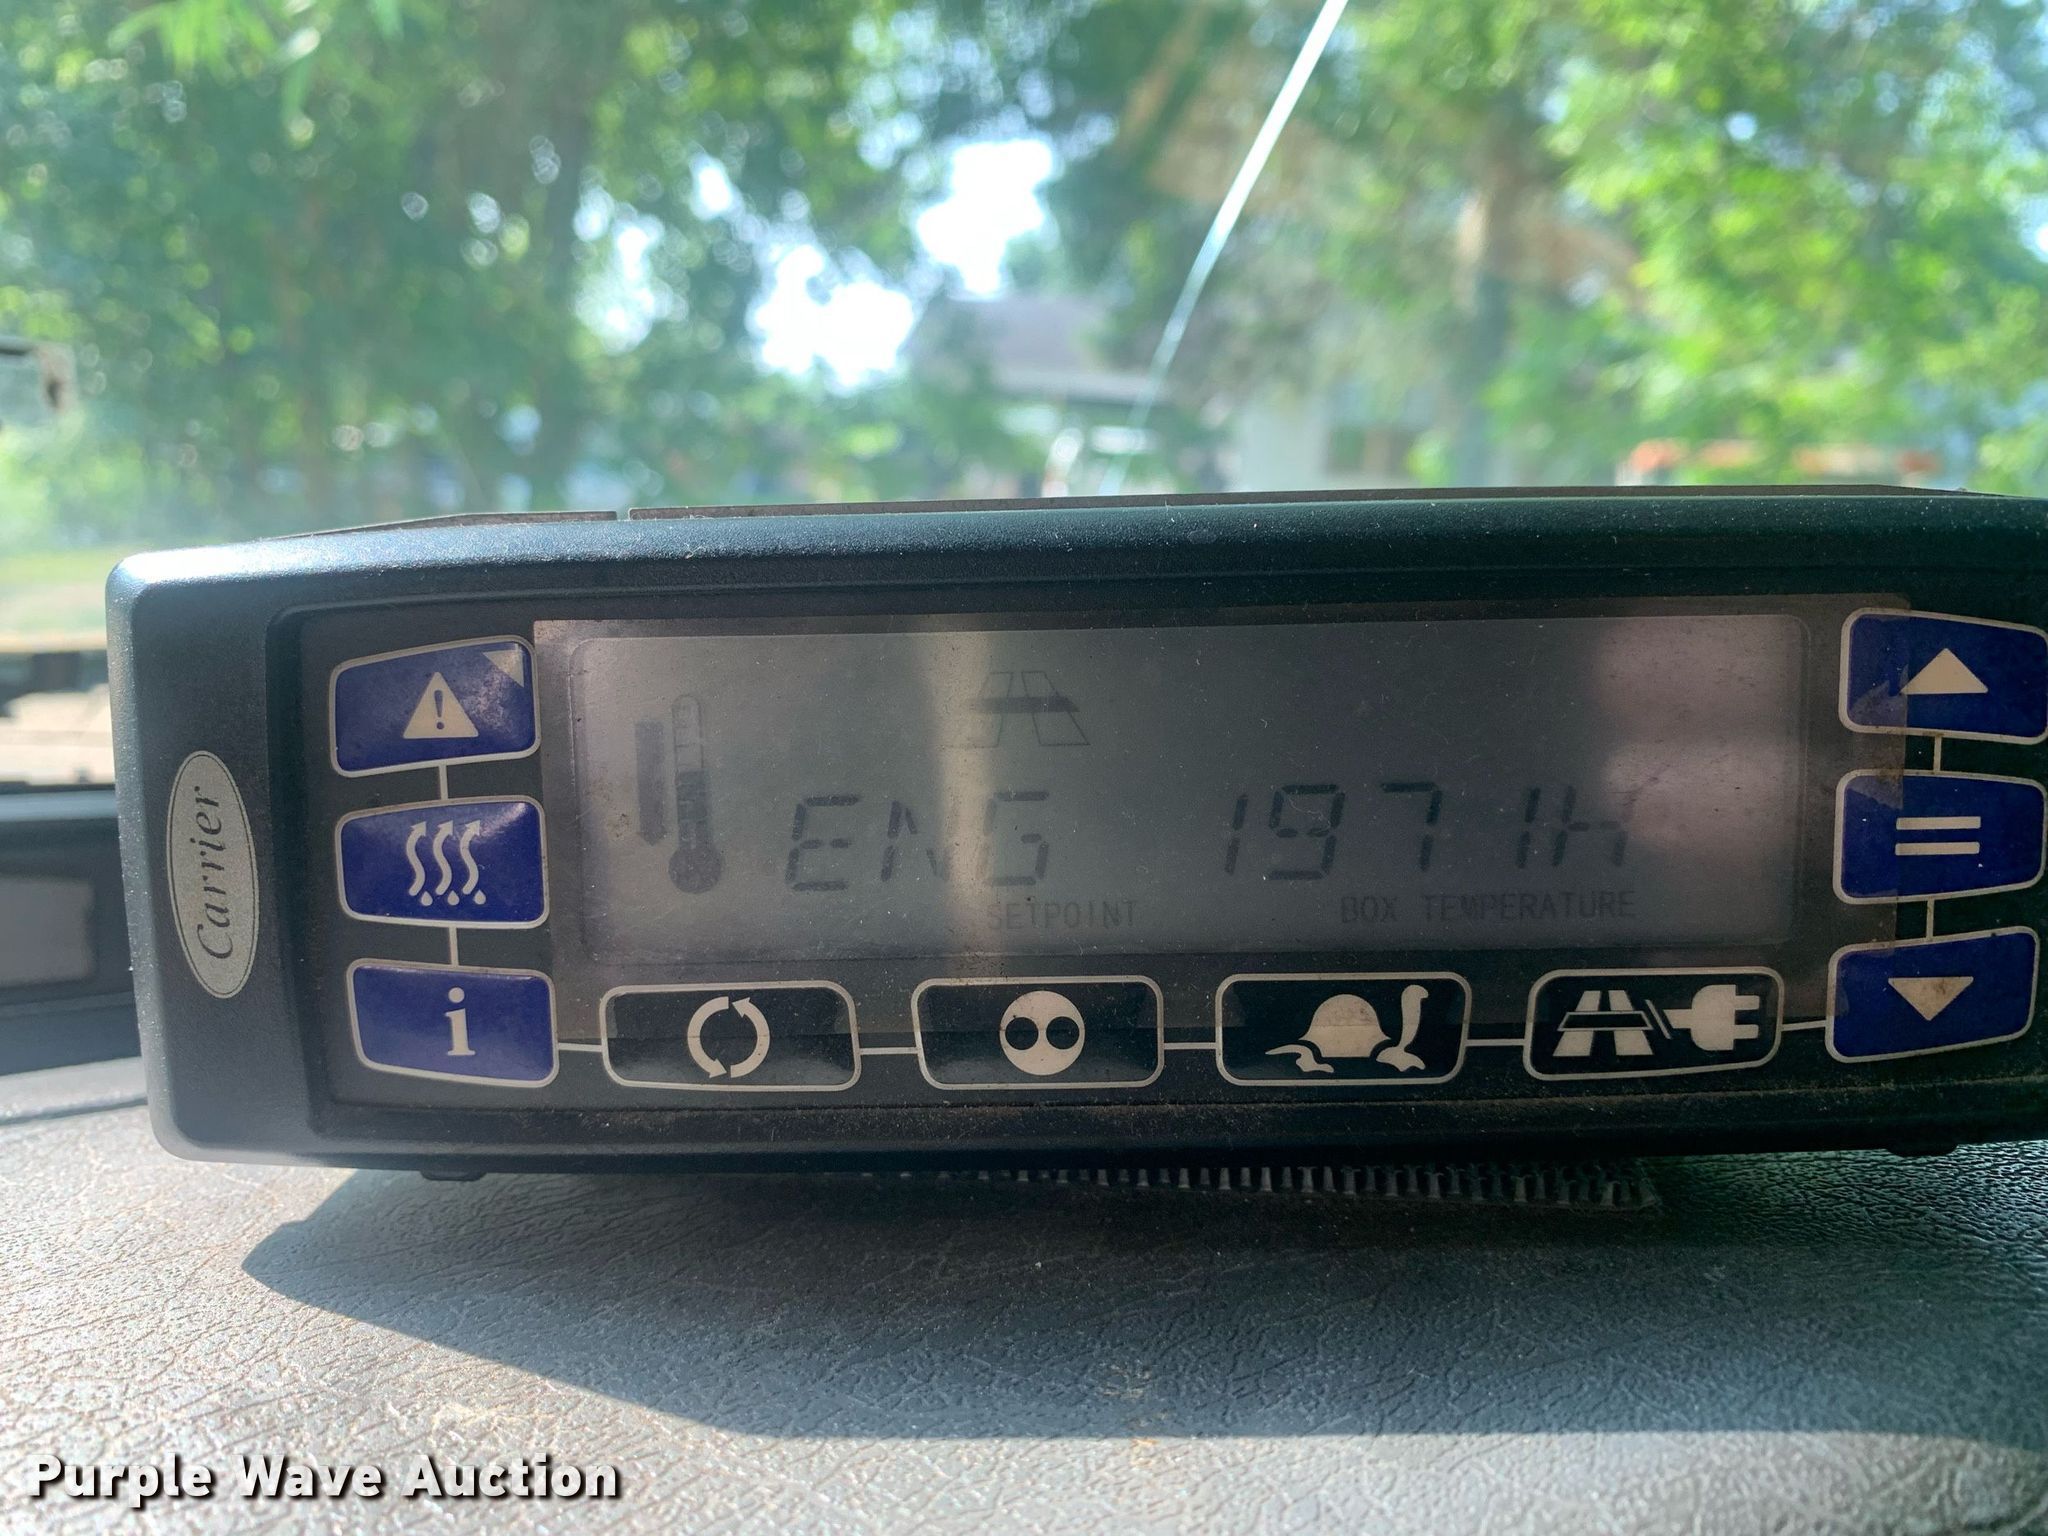 Carrier
ENG 1971H
SETPOINT BOX TEMPERATURE
i
Purple Wave Auction